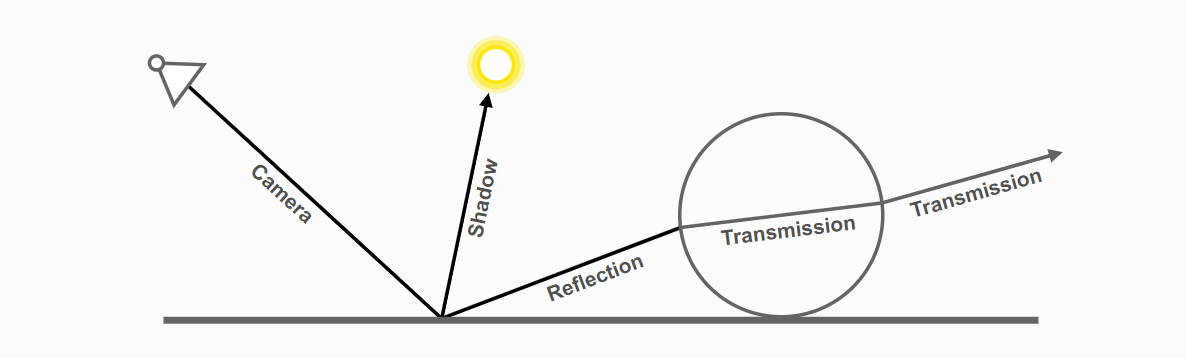 Camera
Shadow
Reflection
Transmission
Transmission